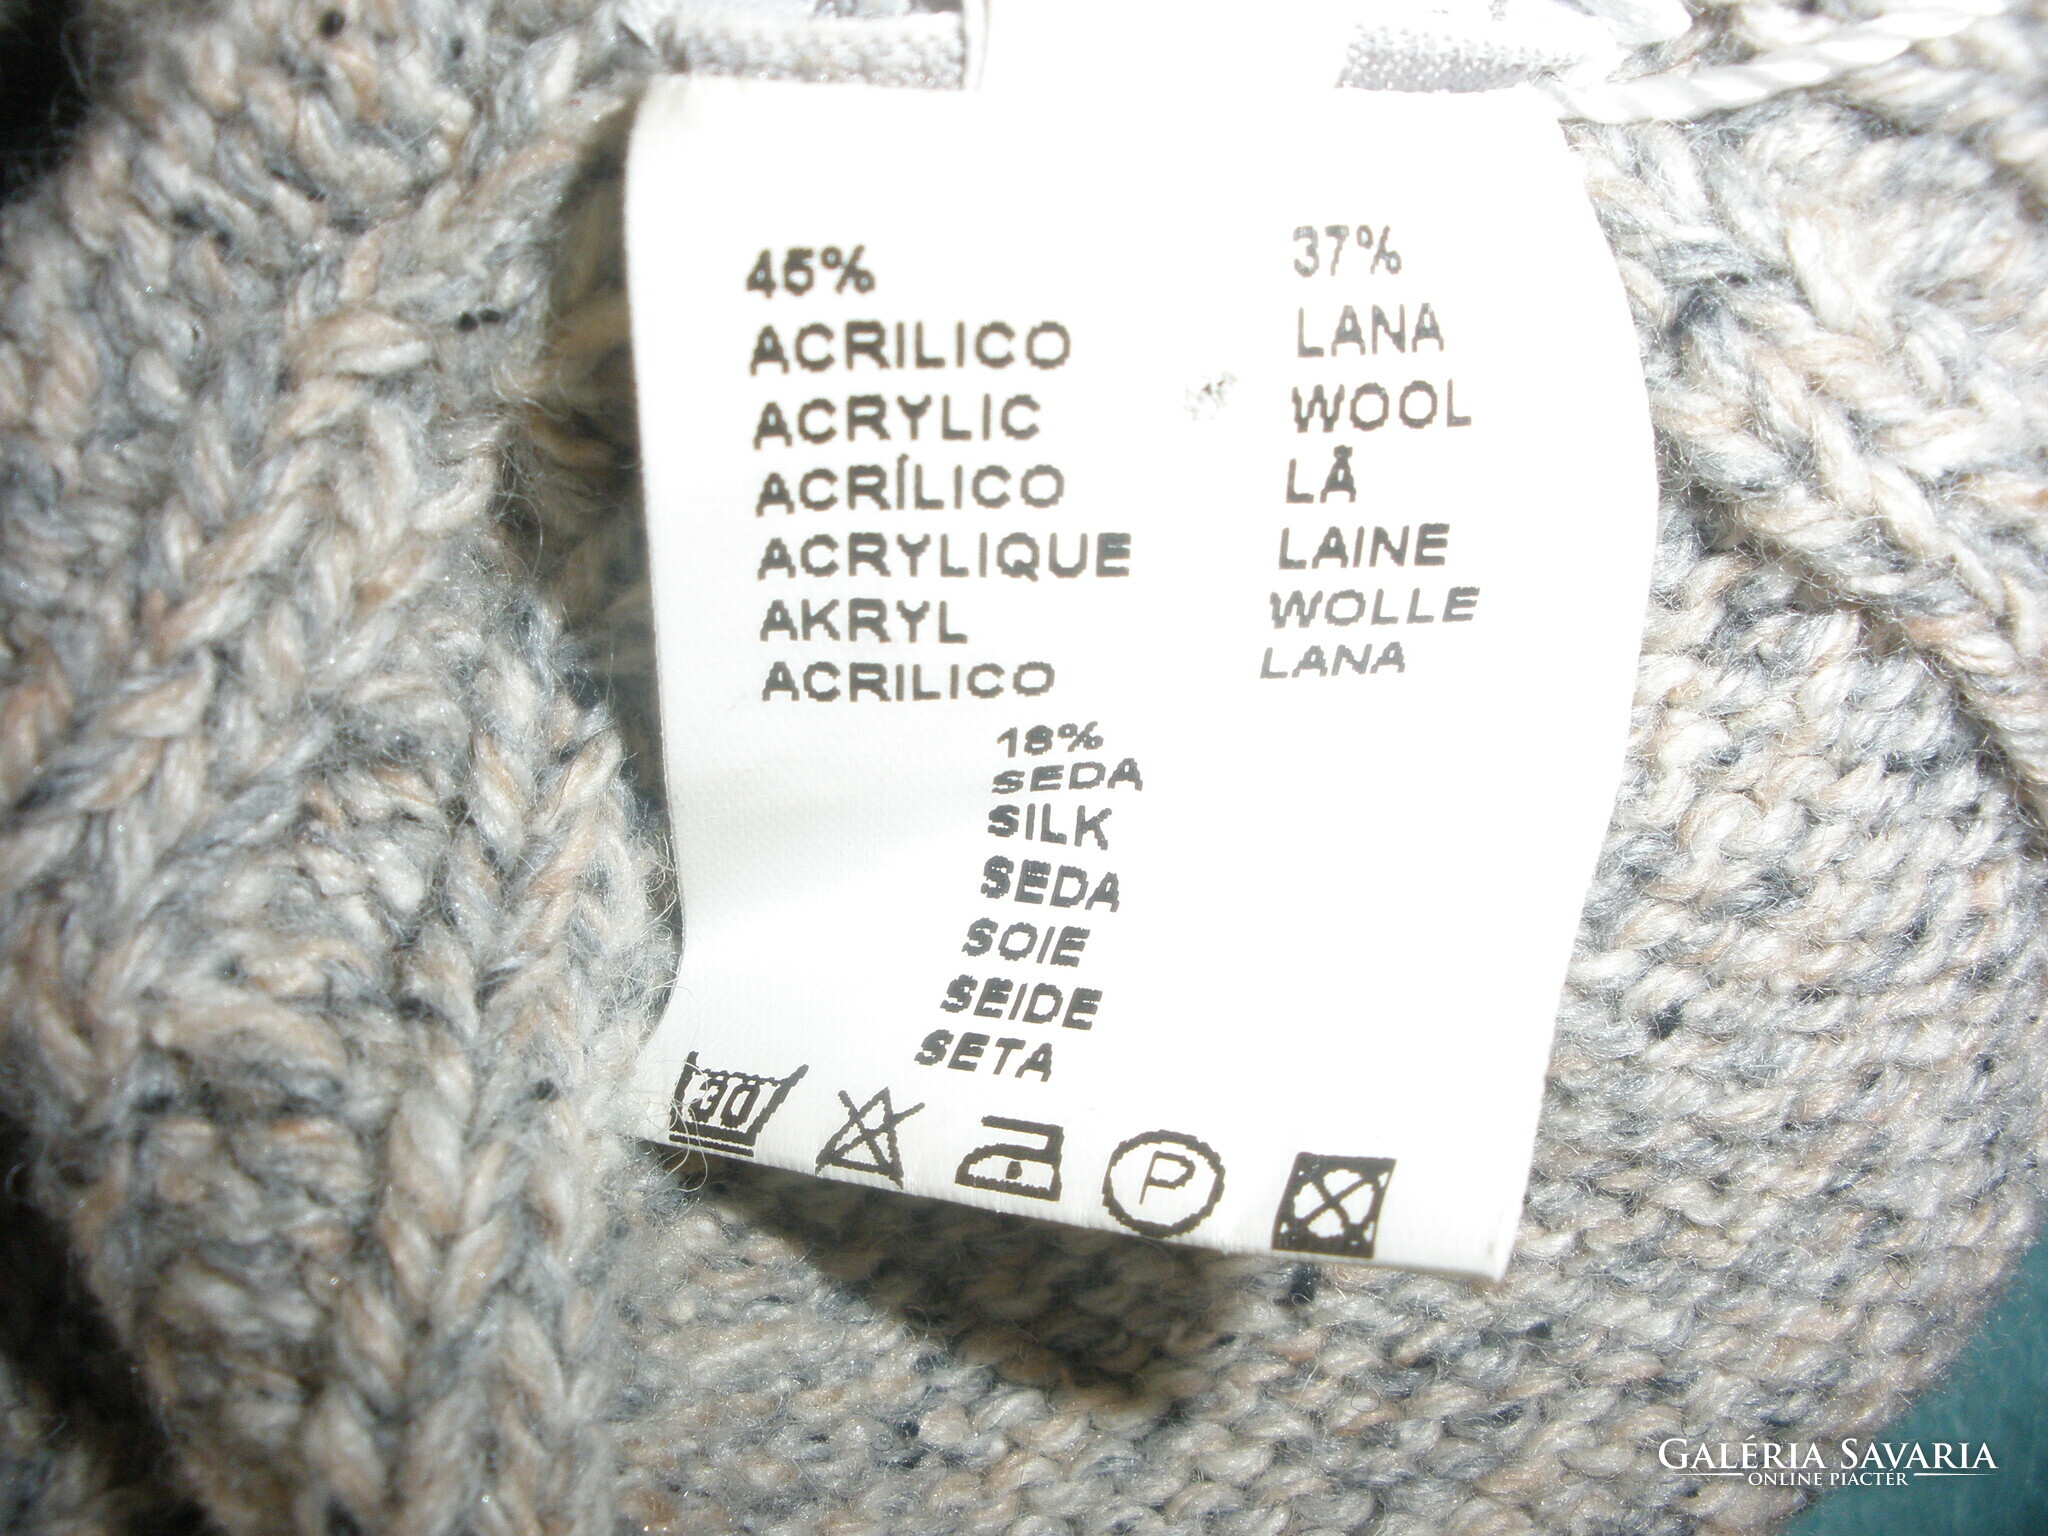 45%
ACRILICO
ACRYLIC
ACRÍLICO
ACRYLIQUE
AKRYL
ACRILICO
37%
LANA
WOOL
LÃ
LAINE
WOLLE
LANA
18%
SEDA
SILK
SEDA
SOIE
SEIDE
SETA
30
P
GALÉRIA SAVARIA
ONLINE PIACTÉR